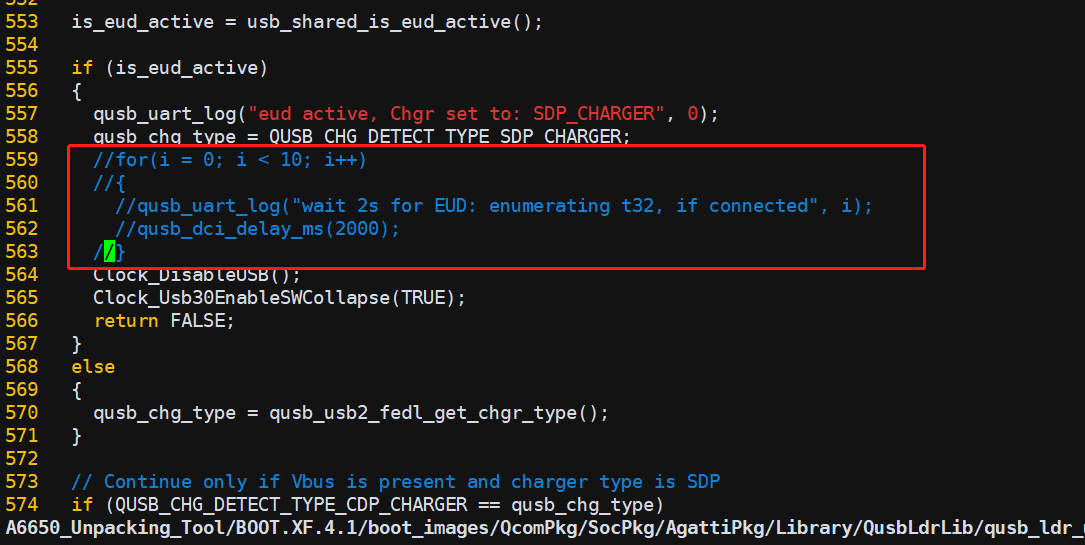 553 is_eud_active = usb_shared_is_eud_active();
554
555 if (is_eud_active)
556 {
557 qusb_uart_log("eud active, Chgr set to: SDP_CHARGER", 0);
558 qusb_chg_type = QUSB_CHG_DETECT_TYPE_SDP_CHARGER;
559 //for(i = 0; i < 10; i++)
560 //{
561 //qusb_uart_log("wait 2s for EUD: enumerating t32, if connected", i);
562 //qusb_dci_delay_ms(2000);
563 //}
564 Clock_DisableUSB();
565 Clock_Usb30EnableSWCollapse(TRUE);
566 return FALSE;
567 }
568 else
569 {
570 qusb_chg_type = qusb_usb2_fedl_get_chgr_type();
571 }
572
573 // Continue only if Vbus is present and charger type is SDP
574 if (QUSB_CHG_DETECT_TYPE_CDP_CHARGER == qusb_chg_type)
A6650_Unpacking_Tool/BOOT.XF.4.1/boot_images/QcomPkg/SocPkg/AgattiPkg/Library/QusbLdrLib/qusb_ldr_